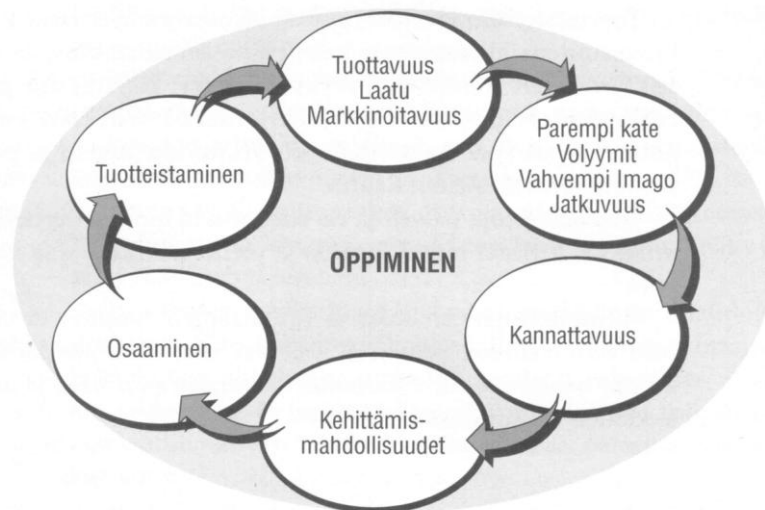 Tuottavuus
Laatu
Markkinoitavuus
Parempi kate
Volyymit
Vahvempi Imago
Jatkuvuus
Tuotteistaminen
OPPIMINEN
Osaaminen
Kannattavuus
Kehittämis-
mahdollisuudet